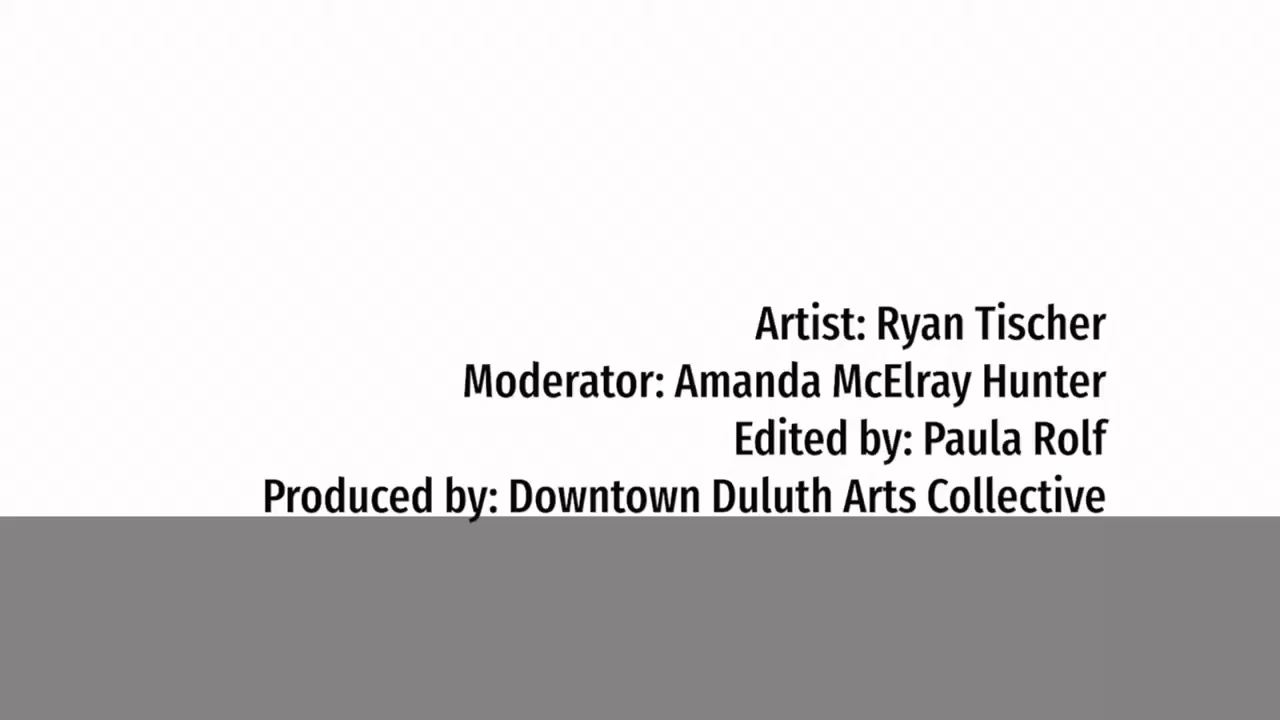 Artist: Ryan Tischer
Moderator: Amanda McElray Hunter
Edited by: Paula Rolf
Produced by: Downtown Duluth Arts Collective